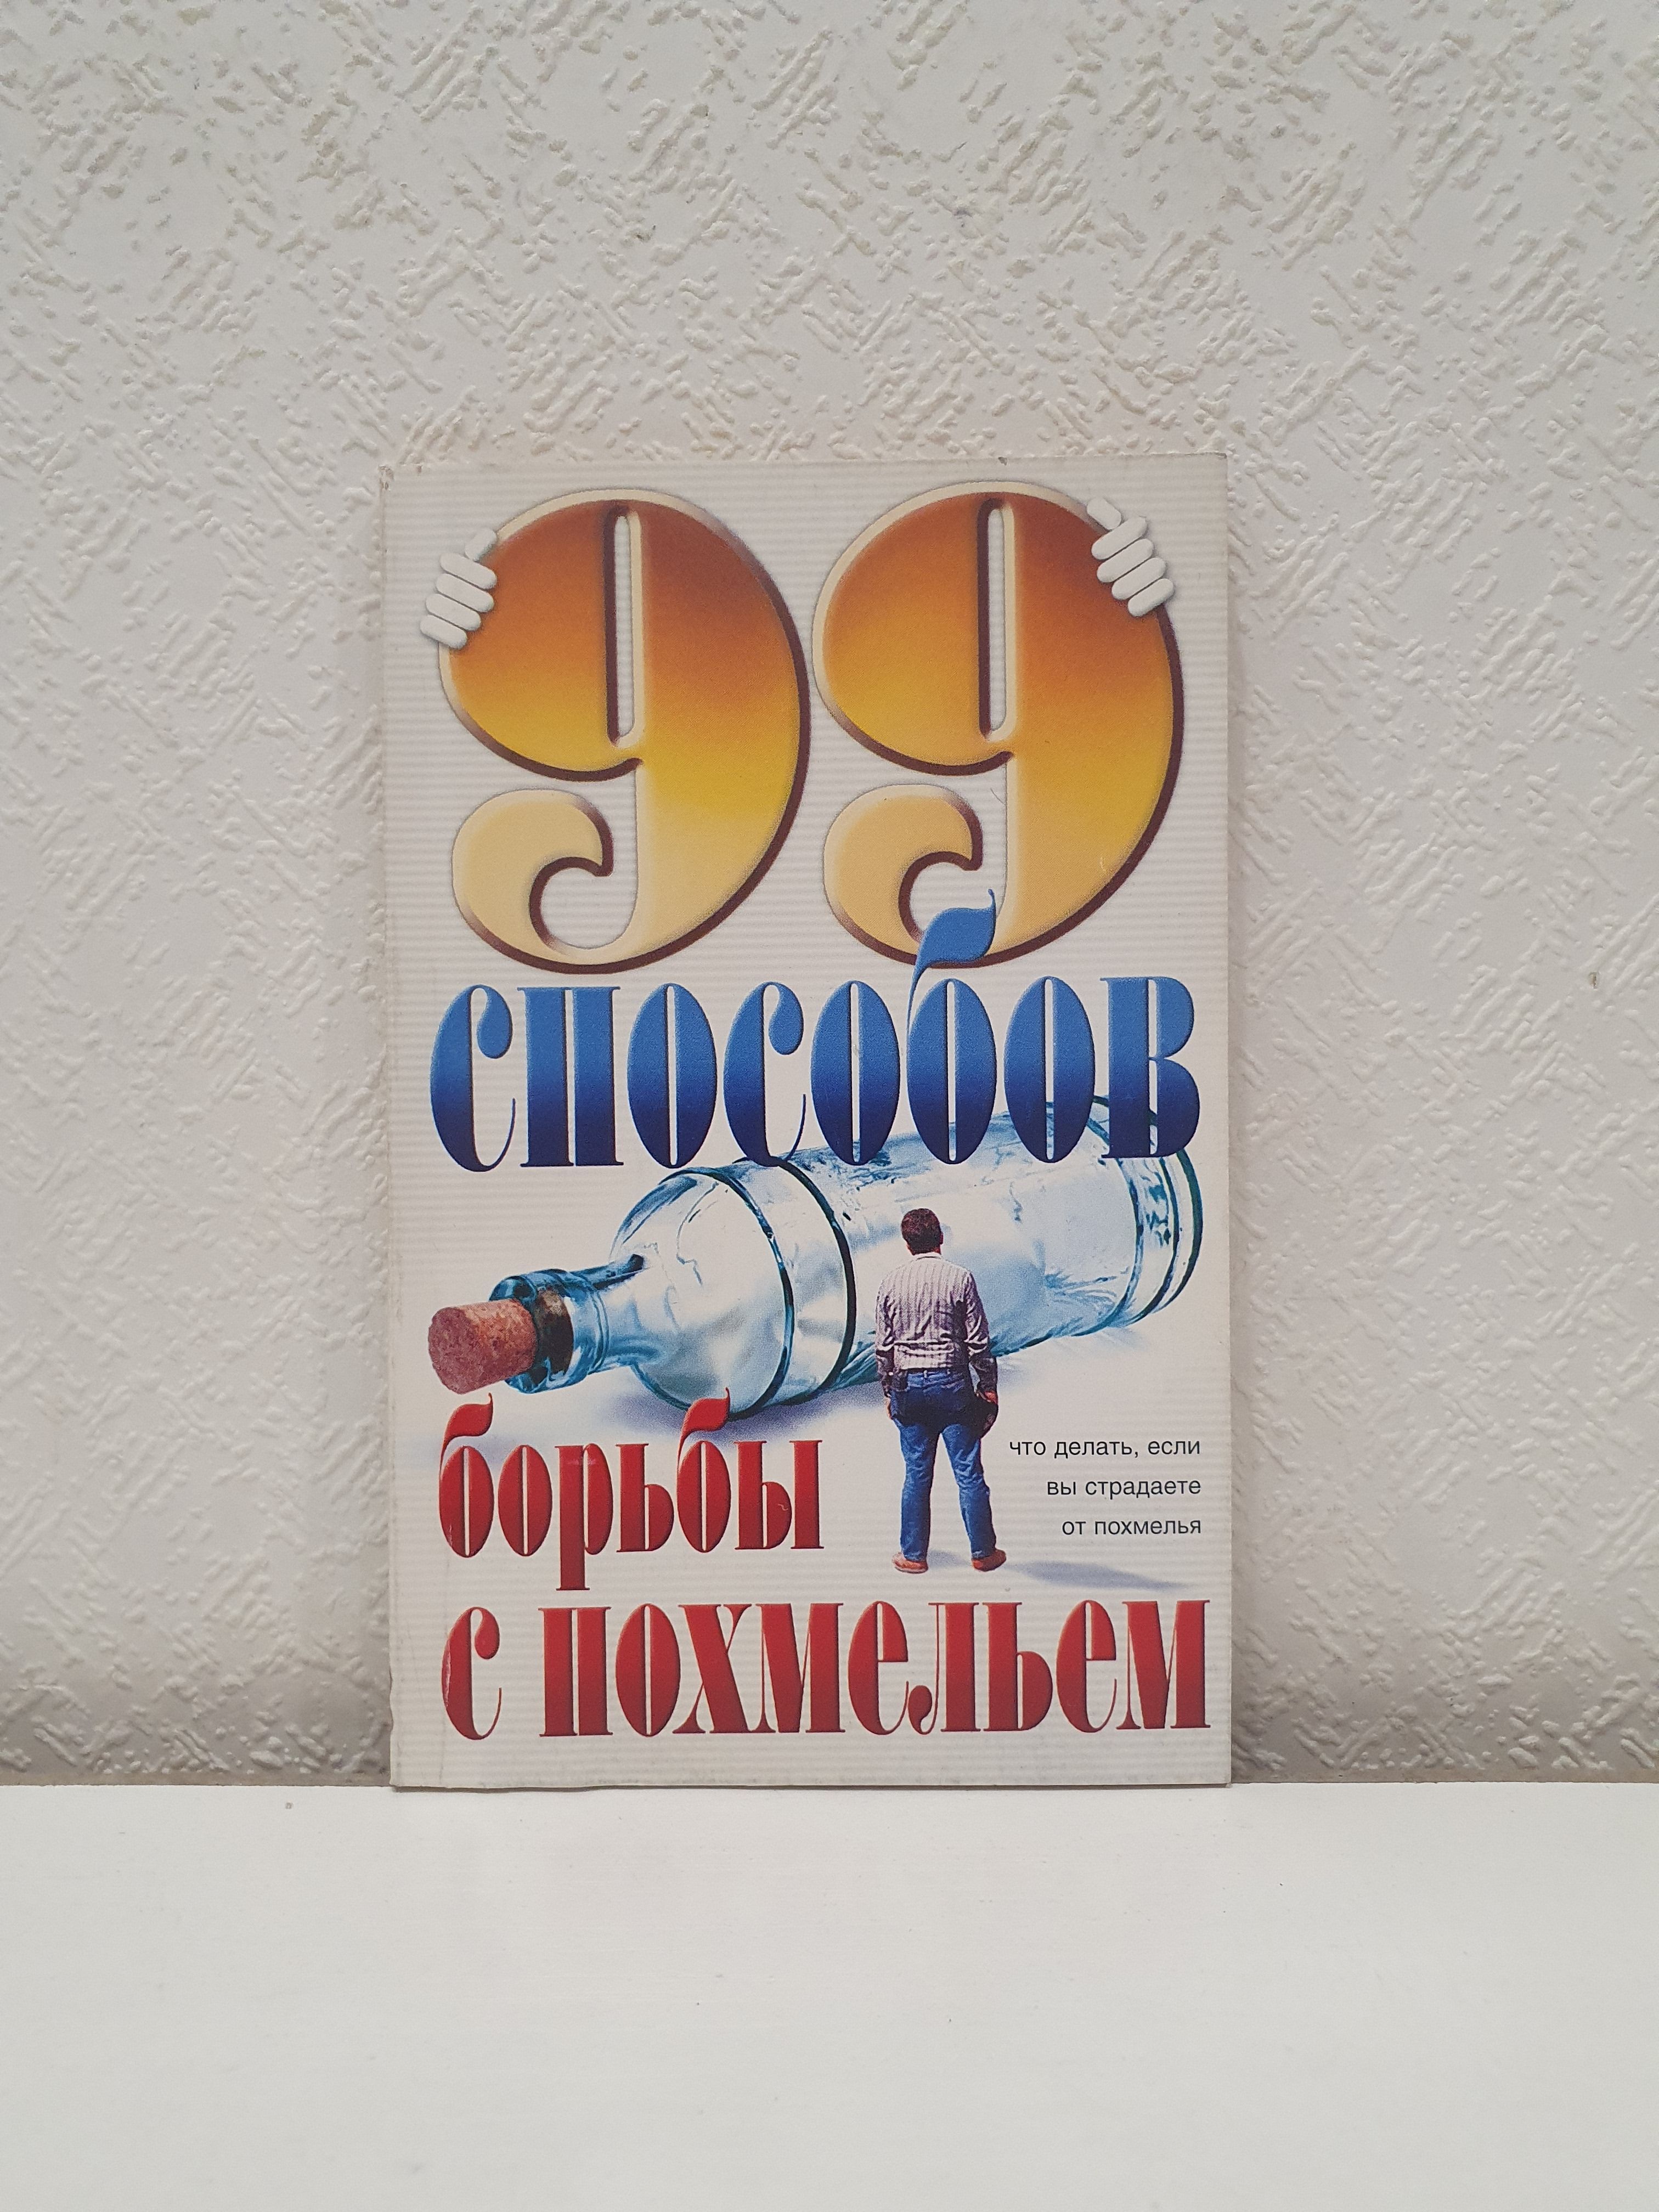 99
способов
борьбы
что делать, если
вы страдаете
от похмелья
с похмельем